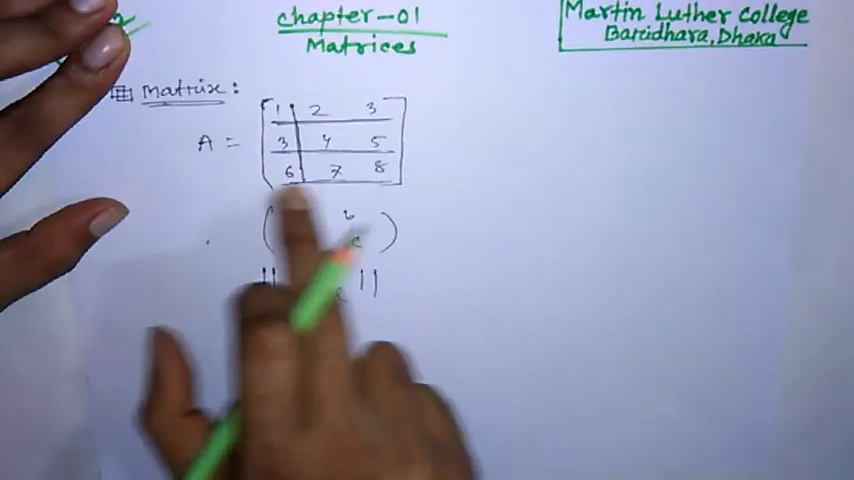 chapter-01
Matrices
Martin Luther College
Baridhara, Dhaka
Matrix:
1 2 3
A = 3 4 5
6 7 8
( b
c )
|| c ||